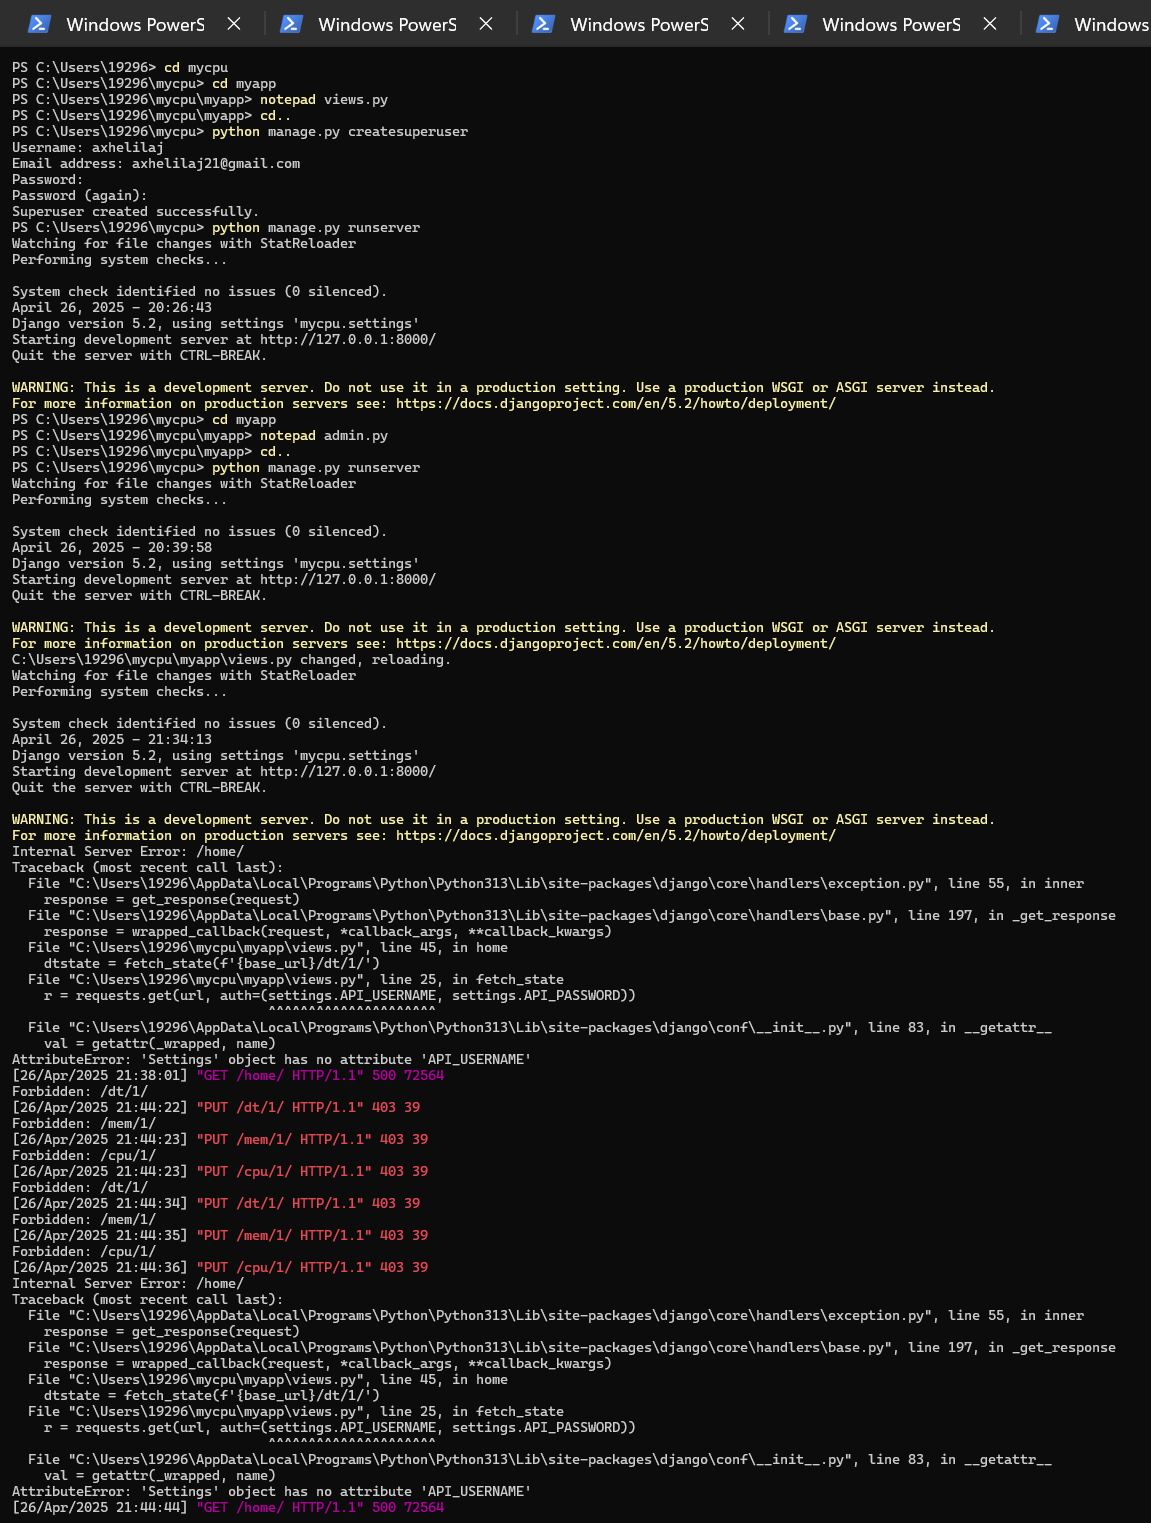 Windows PowerS
Windows PowerS
Windows PowerS
Windows PowerS
Windows
PS C:\Users\19296> cd mycpu
PS C:\Users\19296\mycpu> cd myapp
PS C:\Users\19296\mycpu\myapp> notepad views.py
PS C:\Users\19296\mycpu\myapp> cd..
PS C:\Users\19296\mycpu> python manage.py createsuperuser
Username: axhelilaj
Email address: axhelilaj21@gmail.com
Password:
Password (again):
Superuser created successfully.
PS C:\Users\19296\mycpu> python manage.py runserver
Watching for file changes with StatReloader
Performing system checks...

System check identified no issues (0 silenced).
April 26, 2025 - 20:26:43
Django version 5.2, using settings 'mycpu.settings'
Starting development server at http://127.0.0.1:8000/
Quit the server with CTRL-BREAK.

WARNING: This is a development server. Do not use it in a production setting. Use a production WSGI or ASGI server instead.
For more information on production servers see: https://docs.djangoproject.com/en/5.2/howto/deployment/
PS C:\Users\19296\mycpu> cd myapp
PS C:\Users\19296\mycpu\myapp> notepad admin.py
PS C:\Users\19296\mycpu\myapp> cd..
PS C:\Users\19296\mycpu> python manage.py runserver
Watching for file changes with StatReloader
Performing system checks...

System check identified no issues (0 silenced).
April 26, 2025 - 20:39:58
Django version 5.2, using settings 'mycpu.settings'
Starting development server at http://127.0.0.1:8000/
Quit the server with CTRL-BREAK.

WARNING: This is a development server. Do not use it in a production setting. Use a production WSGI or ASGI server instead.
For more information on production servers see: https://docs.djangoproject.com/en/5.2/howto/deployment/
C:\Users\19296\mycpu\myapp\views.py changed, reloading.
Watching for file changes with StatReloader
Performing system checks...

System check identified no issues (0 silenced).
April 26, 2025 - 21:34:13
Django version 5.2, using settings 'mycpu.settings'
Starting development server at http://127.0.0.1:8000/
Quit the server with CTRL-BREAK.

WARNING: This is a development server. Do not use it in a production setting. Use a production WSGI or ASGI server instead.
For more information on production servers see: https://docs.djangoproject.com/en/5.2/howto/deployment/
Internal Server Error: /home/
Traceback (most recent call last):
  File "C:\Users\19296\AppData\Local\Programs\Python\Python313\Lib\site-packages\django\core\handlers\exception.py", line 55, in inner
    response = get_response(request)
  File "C:\Users\19296\AppData\Local\Programs\Python\Python313\Lib\site-packages\django\core\handlers\base.py", line 197, in _get_response
    response = wrapped_callback(request, *callback_args, **callback_kwargs)
  File "C:\Users\19296\mycpu\myapp\views.py", line 45, in home
    dtstate = fetch_state(f'{base_url}/dt/1/')
  File "C:\Users\19296\mycpu\myapp\views.py", line 25, in fetch_state
    r = requests.get(url, auth=(settings.API_USERNAME, settings.API_PASSWORD))
                                ^^^^^^^^^^^^^^^^^^^^^
  File "C:\Users\19296\AppData\Local\Programs\Python\Python313\Lib\site-packages\django\conf\__init__.py", line 83, in __getattr__
    val = getattr(_wrapped, name)
AttributeError: 'Settings' object has no attribute 'API_USERNAME'
[26/Apr/2025 21:38:01] "GET /home/ HTTP/1.1" 500 72564
Forbidden: /dt/1/
[26/Apr/2025 21:44:22] "PUT /dt/1/ HTTP/1.1" 403 39
Forbidden: /mem/1/
[26/Apr/2025 21:44:23] "PUT /mem/1/ HTTP/1.1" 403 39
Forbidden: /cpu/1/
[26/Apr/2025 21:44:23] "PUT /cpu/1/ HTTP/1.1" 403 39
Forbidden: /dt/1/
[26/Apr/2025 21:44:34] "PUT /dt/1/ HTTP/1.1" 403 39
Forbidden: /mem/1/
[26/Apr/2025 21:44:35] "PUT /mem/1/ HTTP/1.1" 403 39
Forbidden: /cpu/1/
[26/Apr/2025 21:44:36] "PUT /cpu/1/ HTTP/1.1" 403 39
Internal Server Error: /home/
Traceback (most recent call last):
  File "C:\Users\19296\AppData\Local\Programs\Python\Python313\Lib\site-packages\django\core\handlers\exception.py", line 55, in inner
    response = get_response(request)
  File "C:\Users\19296\AppData\Local\Programs\Python\Python313\Lib\site-packages\django\core\handlers\base.py", line 197, in _get_response
    response = wrapped_callback(request, *callback_args, **callback_kwargs)
  File "C:\Users\19296\mycpu\myapp\views.py", line 45, in home
    dtstate = fetch_state(f'{base_url}/dt/1/')
  File "C:\Users\19296\mycpu\myapp\views.py", line 25, in fetch_state
    r = requests.get(url, auth=(settings.API_USERNAME, settings.API_PASSWORD))
                                ^^^^^^^^^^^^^^^^^^^^^
  File "C:\Users\19296\AppData\Local\Programs\Python\Python313\Lib\site-packages\django\conf\__init__.py", line 83, in __getattr__
    val = getattr(_wrapped, name)
AttributeError: 'Settings' object has no attribute 'API_USERNAME'
[26/Apr/2025 21:44:44] "GET /home/ HTTP/1.1" 500 72564